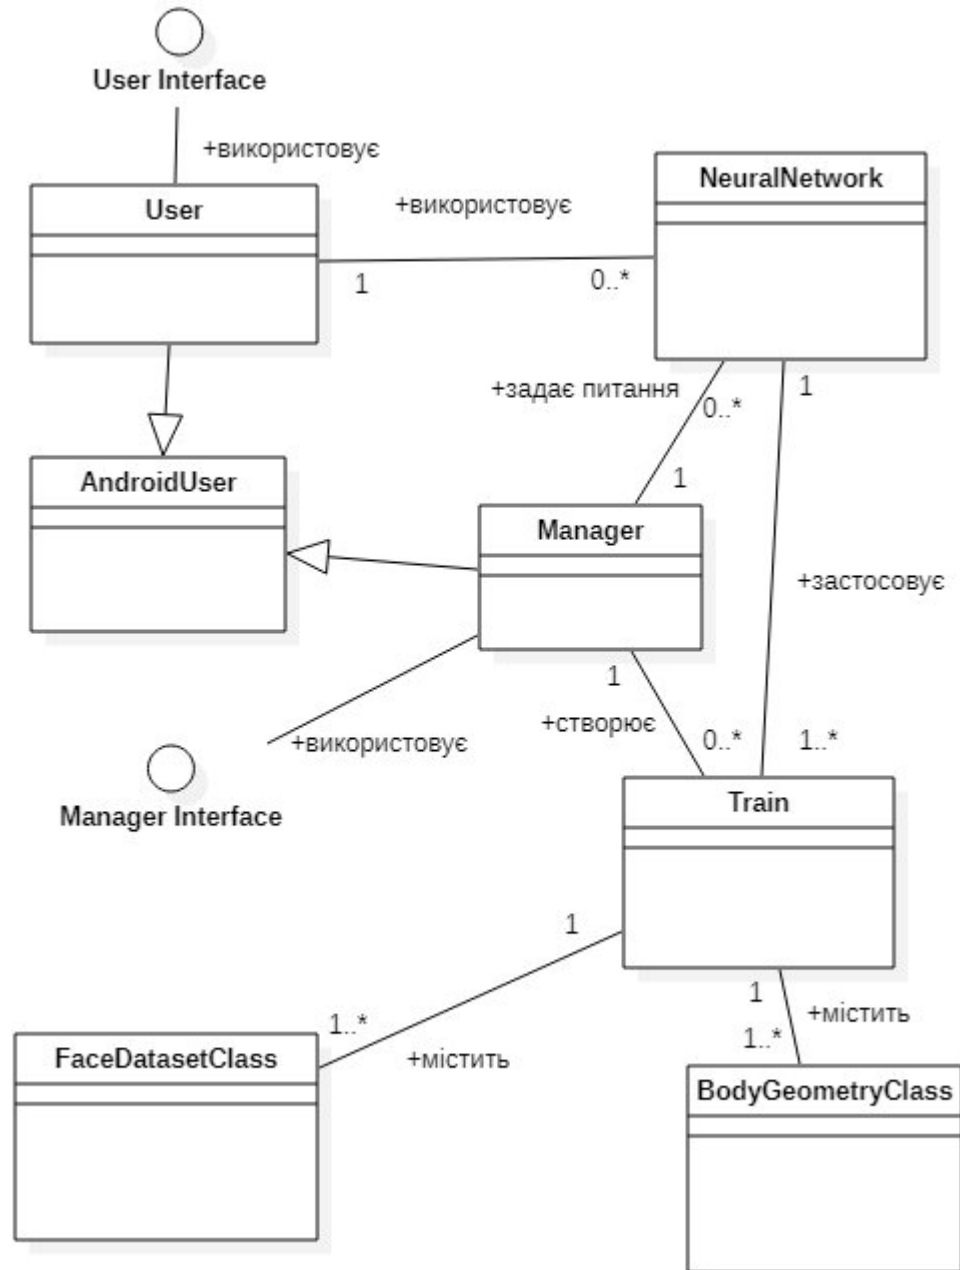 User Interface
+використовує
User
+використовує
NeuralNetwork
1
0..*
+задає питання
0..*
1
1
AndroidUser
Manager
+застосовує
1
+створює
0..*
1..*
+використовує
Manager Interface
Train
1
1..*
+містить
1
+містить
1..*
FaceDatasetClass
BodyGeometryClass